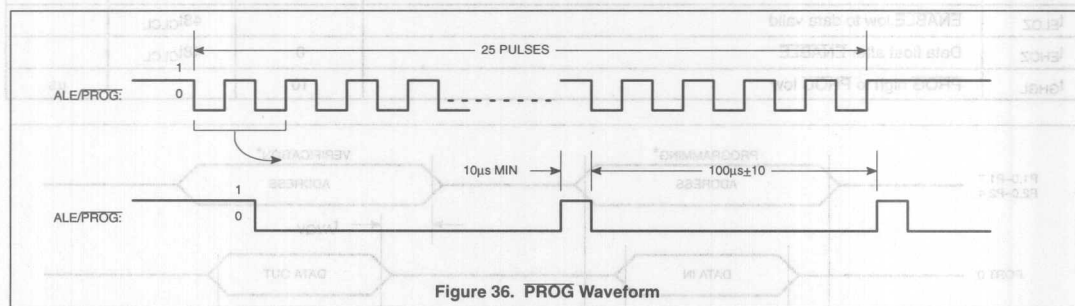 25 PULSES
1
ALE/PROG: 0
10µs MIN
100µs±10
1
ALE/PROG: 0
Figure 36. PROG Waveform